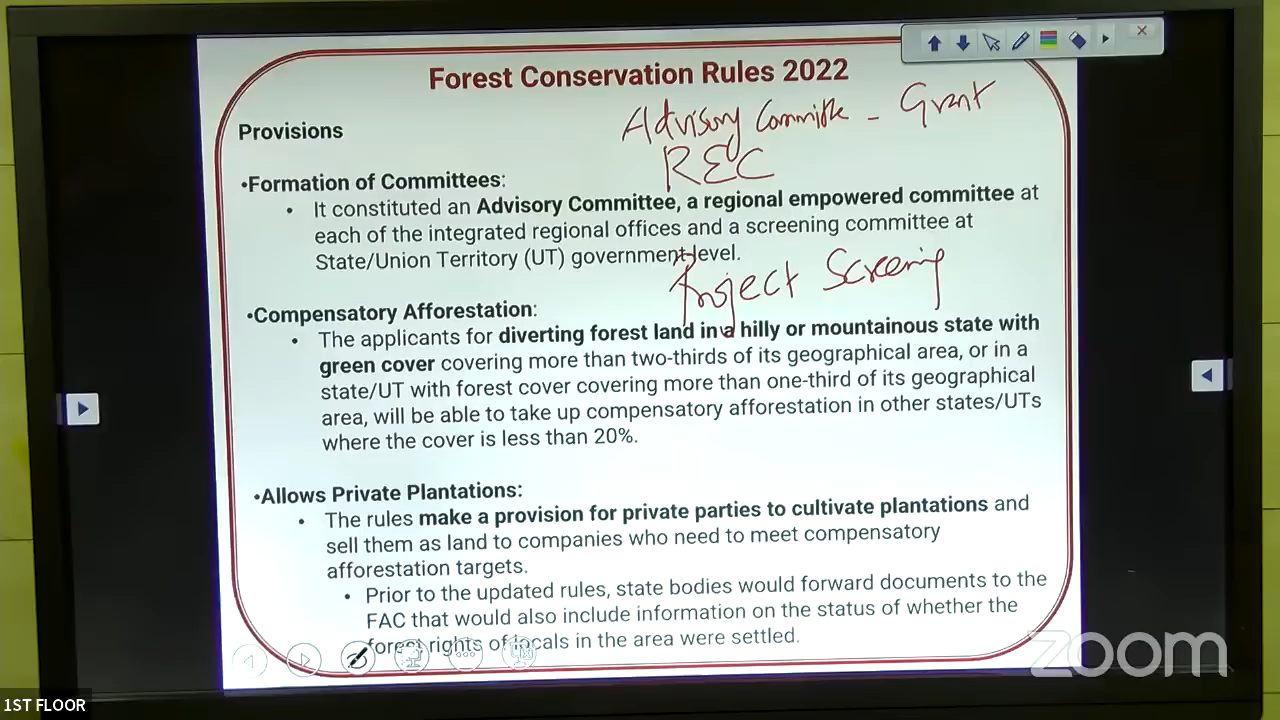 Forest Conservation Rules 2022
Advisory Committe - Grant
Provisions
REC
•Formation of Committees:
• It constituted an Advisory Committee, a regional empowered committee at
each of the integrated regional offices and a screening committee at
State/Union Territory (UT) government level.
Project Screening
•Compensatory Afforestation:
• The applicants for diverting forest land in a hilly or mountainous state with
green cover covering more than two-thirds of its geographical area, or in a
state/UT with forest cover covering more than one-third of its geographical
area, will be able to take up compensatory afforestation in other states/UTs
where the cover is less than 20%.
•Allows Private Plantations:
• The rules make a provision for private parties to cultivate plantations and
sell them as land to companies who need to meet compensatory
afforestation targets.
• Prior to the updated rules, state bodies would forward documents to the
FAC that would also include information on the status of whether the
forest rights of locals in the area were settled.
zoom
1ST FLOOR